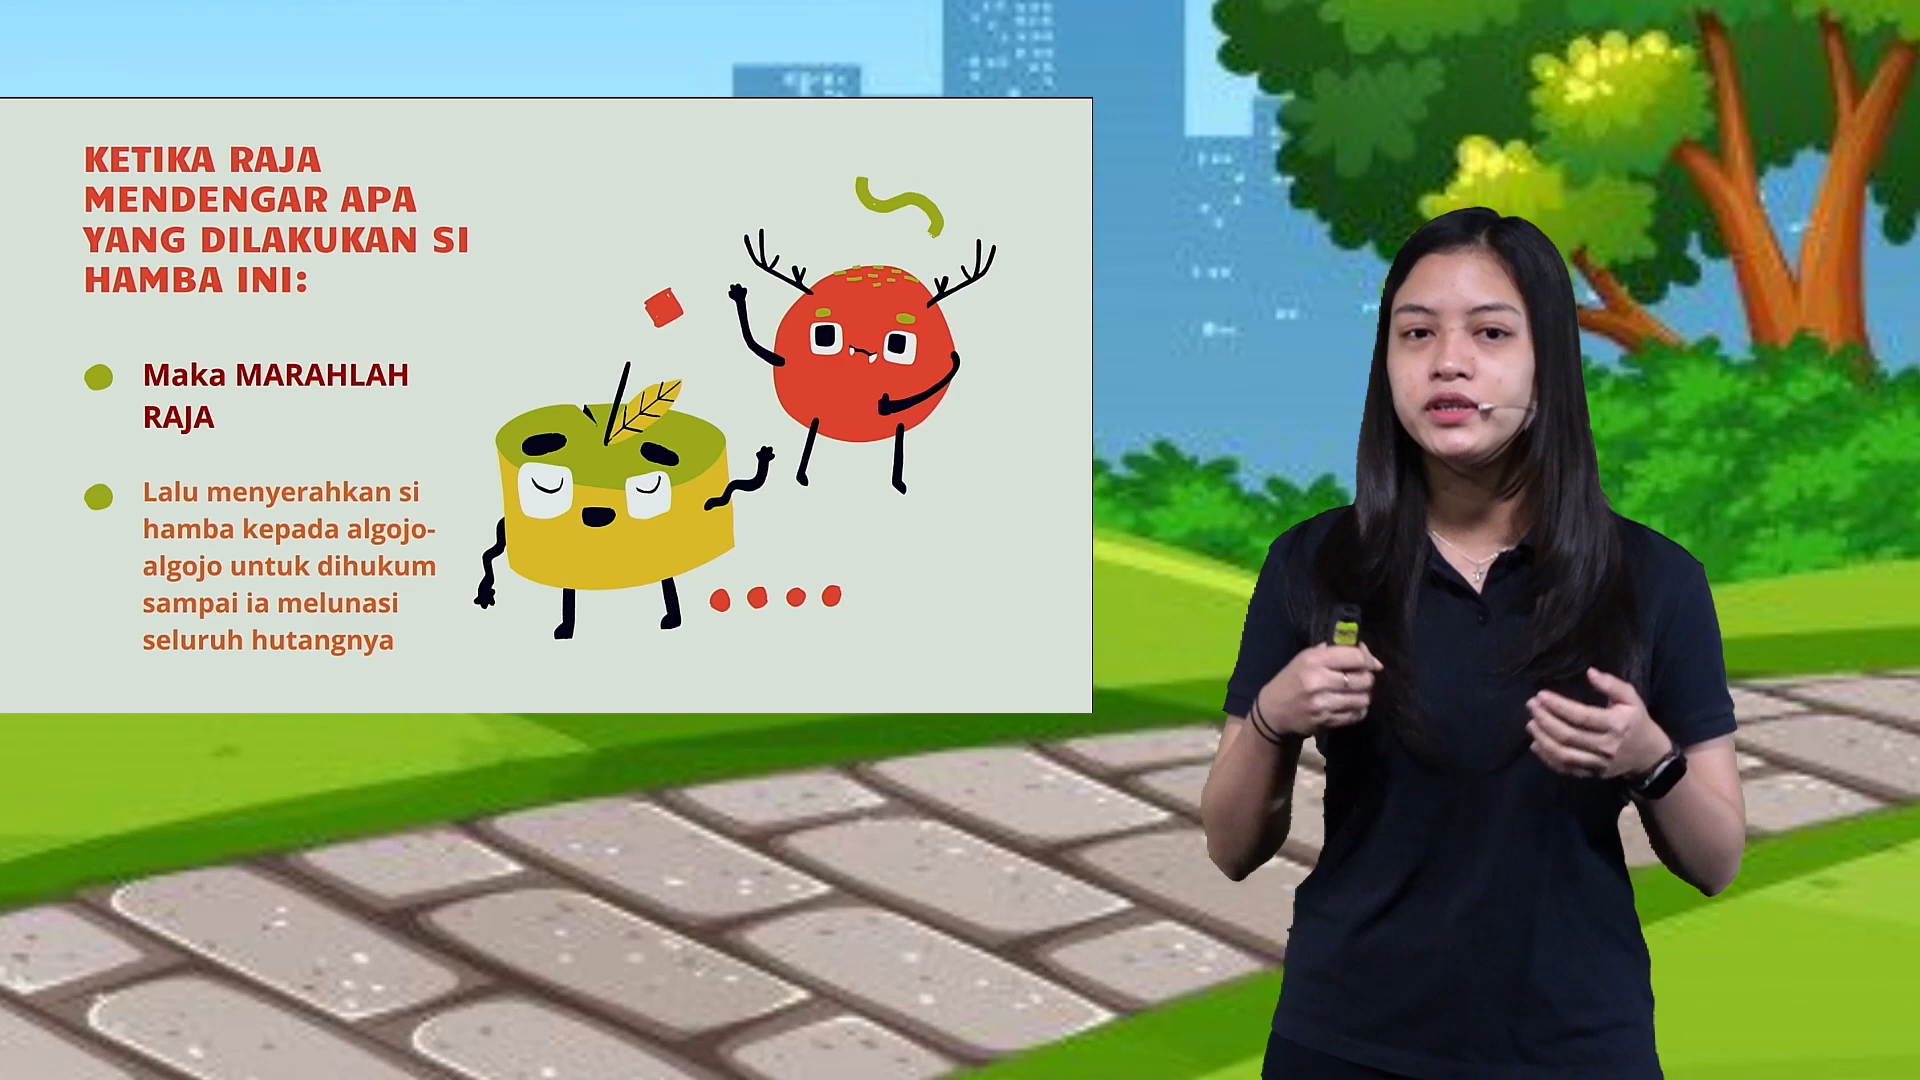 KETIKA RAJA
MENDENGAR APA
YANG DILAKUKAN SI
HAMBA INI:
Maka MARAHLAH
RAJA
Lalu menyerahkan si
hamba kepada algojo-
algojo untuk dihukum
sampai ia melunasi
seluruh hutangnya